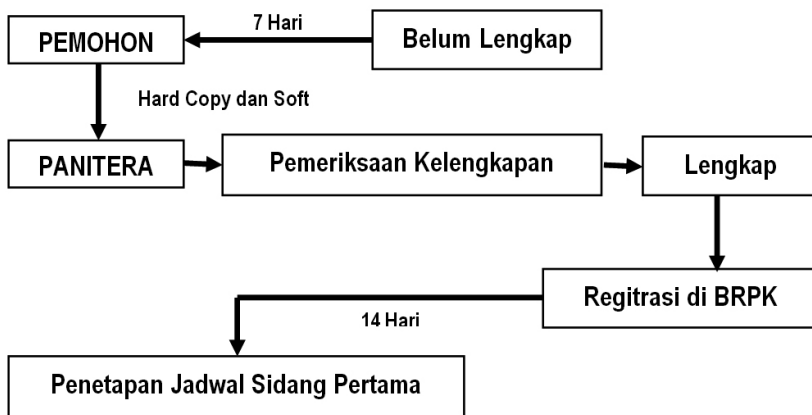 7 Hari
PEMOHON
Belum Lengkap
Hard Copy dan Soft
PANITERA
Pemeriksaan Kelengkapan
Lengkap
Regitrasi di BRPK
14 Hari
Penetapan Jadwal Sidang Pertama